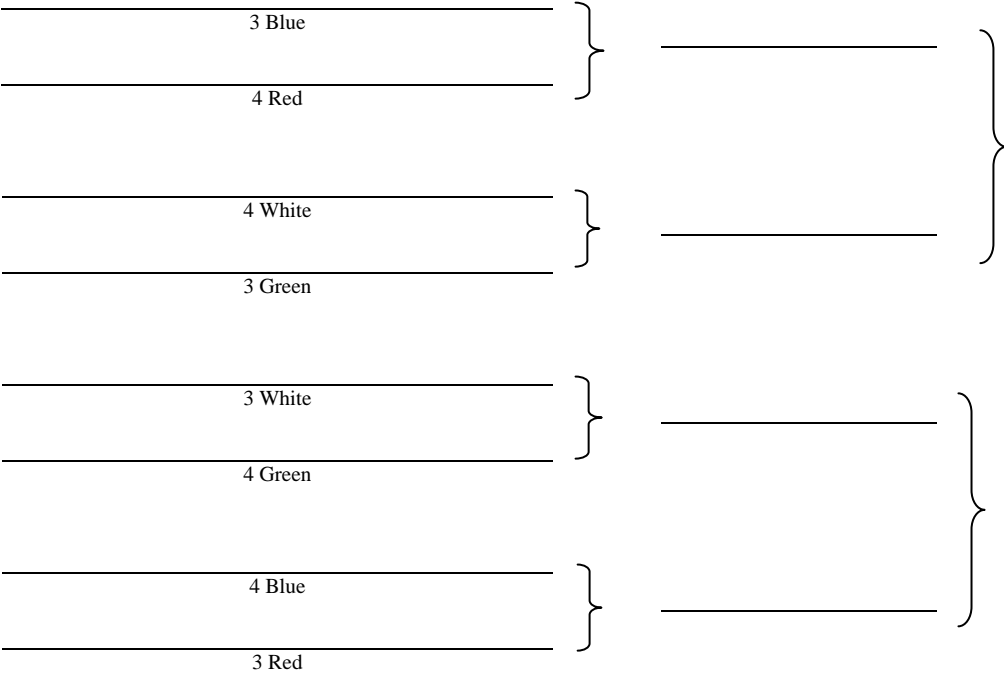 3 Blue
4 Red
4 White
3 Green
3 White
4 Green
4 Blue
3 Red